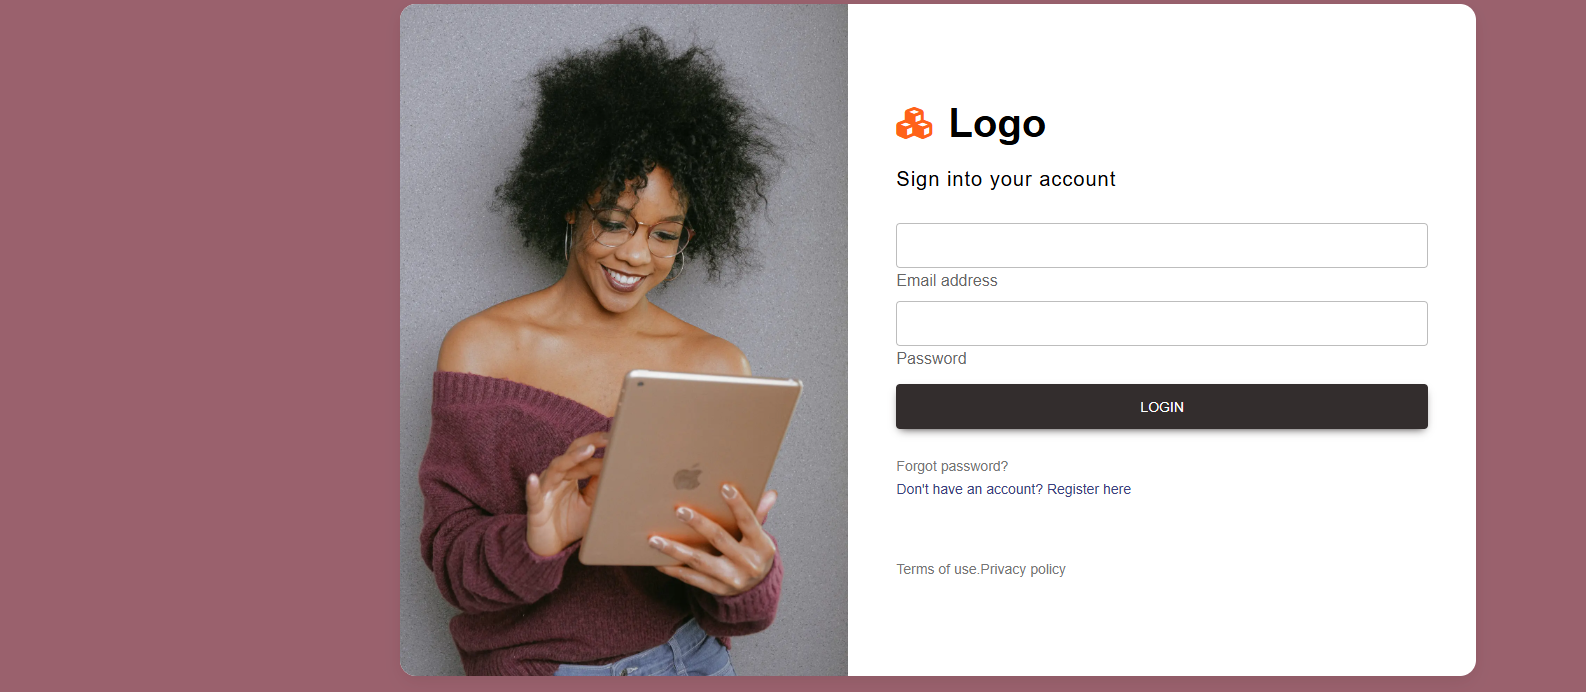 Logo
Sign into your account
Email address
Password
LOGIN
Forgot password?
Don't have an account? Register here
Terms of use.Privacy policy